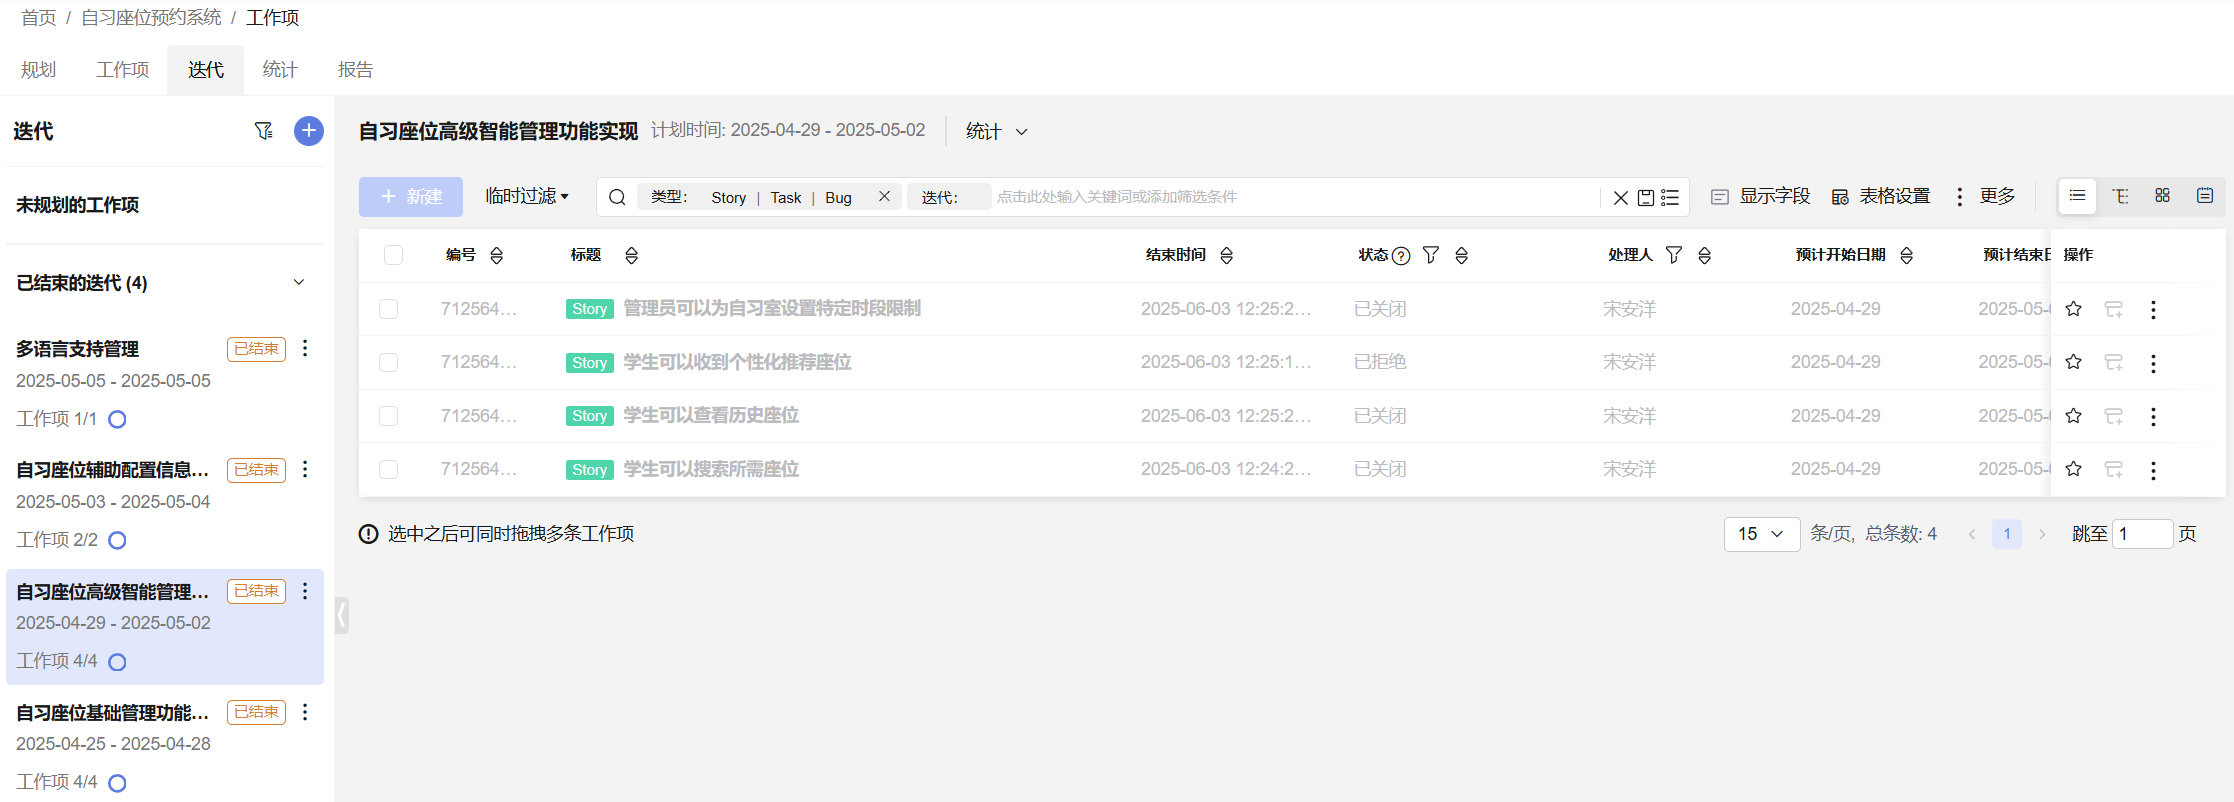 首页 / 自习座位预约系统 / 工作项
规划 工作项 迭代 统计 报告
迭代
未规划的工作项
已结束的迭代 (4)
多语言支持管理 已结束
2025-05-05 - 2025-05-05
工作项 1/1
自习座位辅助配置信息... 已结束
2025-05-03 - 2025-05-04
工作项 2/2
自习座位高级智能管理... 已结束
2025-04-29 - 2025-05-02
工作项 4/4
自习座位基础管理功能... 已结束
2025-04-25 - 2025-04-28
工作项 4/4
自习座位高级智能管理功能实现 计划时间: 2025-04-29 - 2025-05-02 统计
+ 新建 临时过滤 类型: Story | Task | Bug 迭代: 点击此处输入关键词或添加筛选条件 显示字段 表格设置 更多
编号 标题 结束时间 状态 处理人 预计开始日期 预计结束日 操作
712564... Story 管理员可以为自习室设置特定时段限制 2025-06-03 12:25:2... 已关闭 宋安洋 2025-04-29 2025-05-
712564... Story 学生可以收到个性化推荐座位 2025-06-03 12:25:1... 已拒绝 宋安洋 2025-04-29 2025-05-
712564... Story 学生可以查看历史座位 2025-06-03 12:25:2... 已关闭 宋安洋 2025-04-29 2025-05-
712564... Story 学生可以搜索所需座位 2025-06-03 12:24:2... 已关闭 宋安洋 2025-04-29 2025-05-
选中之后可同时拖拽多条工作项 15 条/页, 总条数: 4 1 跳至 1 页